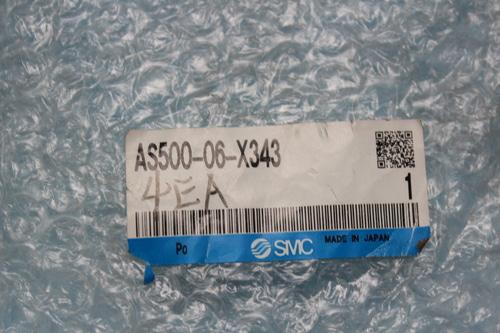 AS500-06-X343
4EA
1
Po SMC MADE IN JAPAN